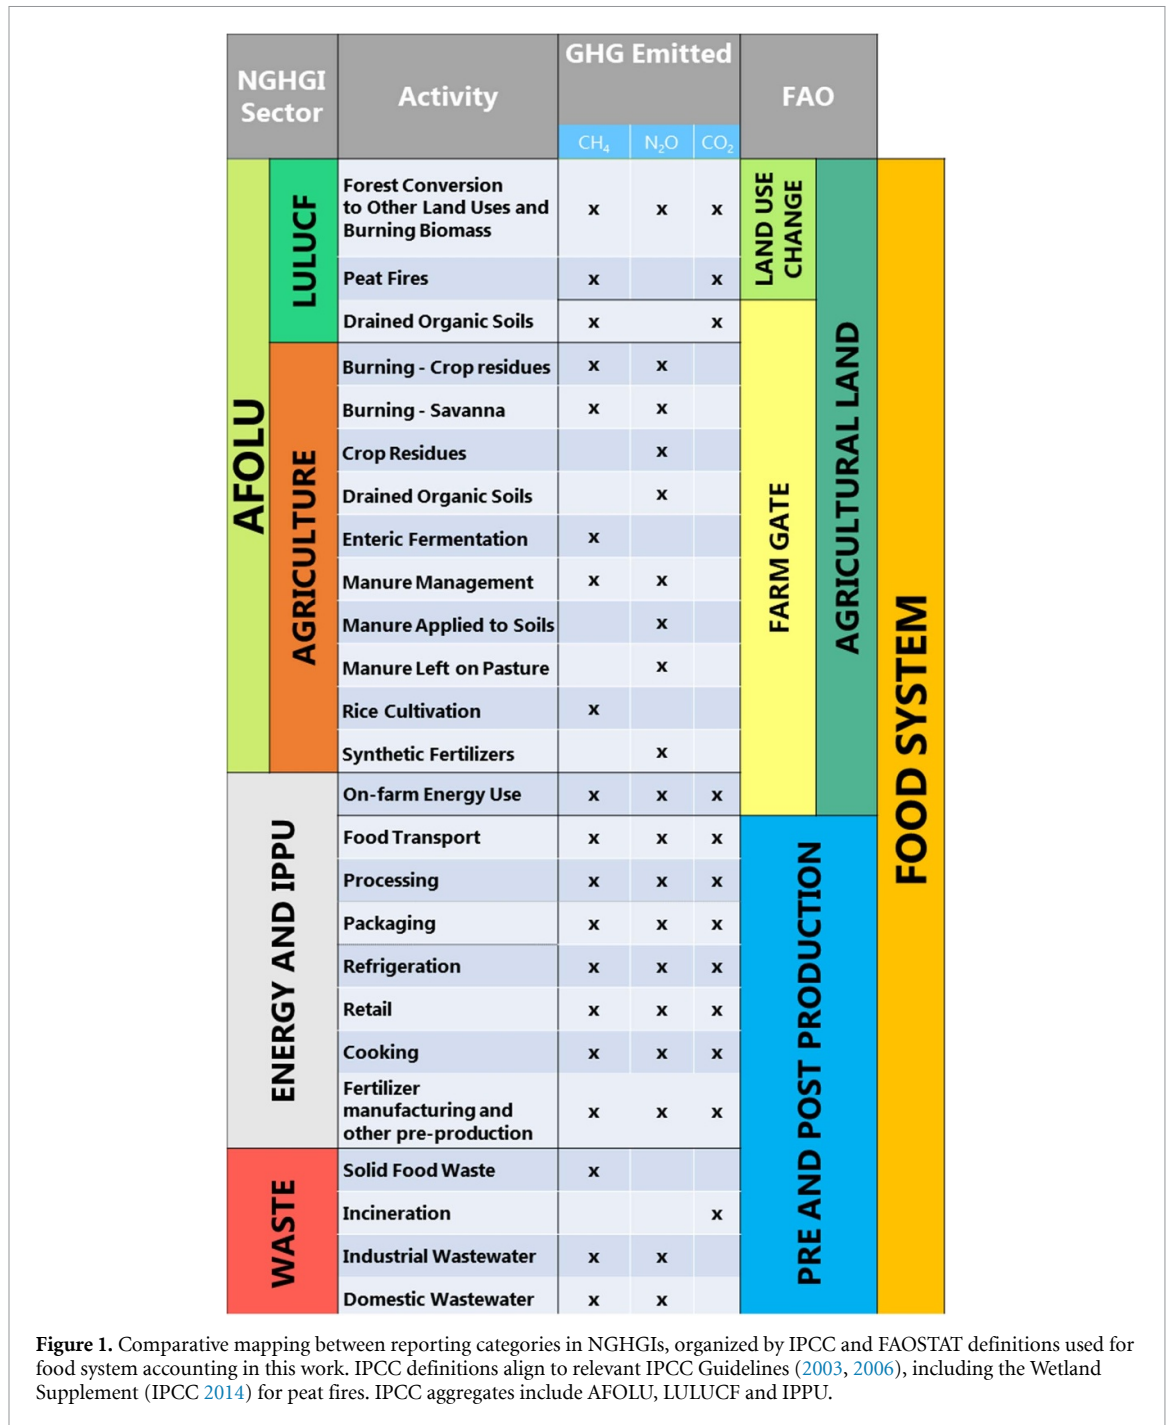 NGHGI
Sector
Activity
GHG Emitted
FAO
CH₄ N₂O CO₂
AFOLU
LULUCF
Forest Conversion
to Other Land Uses and
Burning Biomass
x x x
LAND USE
CHANGE
AGRICULTURAL LAND
FOOD SYSTEM
Peat Fires x x
Drained Organic Soils x x
FARM GATE
AGRICULTURE
Burning - Crop residues x x
Burning - Savanna x x
Crop Residues x
Drained Organic Soils x
Enteric Fermentation x
Manure Management x x
Manure Applied to Soils x
Manure Left on Pasture x
Rice Cultivation x
Synthetic Fertilizers x
ENERGY AND IPPU
On-farm Energy Use x x x
PRE AND POST PRODUCTION
Food Transport x x x
Processing x x x
Packaging x x x
Refrigeration x x x
Retail x x x
Cooking x x x
Fertilizer
manufacturing and
other pre-production
x x x
WASTE
Solid Food Waste x
Incineration x
Industrial Wastewater x x
Domestic Wastewater x x
Figure 1. Comparative mapping between reporting categories in NGHGIs, organized by IPCC and FAOSTAT definitions used for
food system accounting in this work. IPCC definitions align to relevant IPCC Guidelines (2003, 2006), including the Wetland
Supplement (IPCC 2014) for peat fires. IPCC aggregates include AFOLU, LULUCF and IPPU.